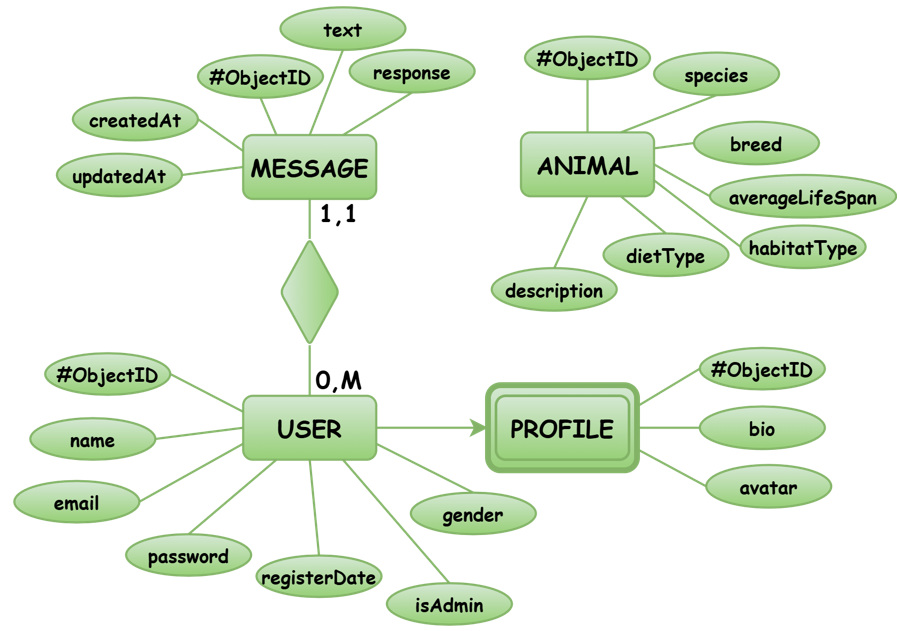 text
#ObjectID
response
createdAt
updatedAt
MESSAGE
1,1
#ObjectID
species
breed
ANIMAL
averageLifeSpan
habitatType
dietType
description
0,M
#ObjectID
name
email
USER
password
registerDate
isAdmin
gender
PROFILE
#ObjectID
bio
avatar